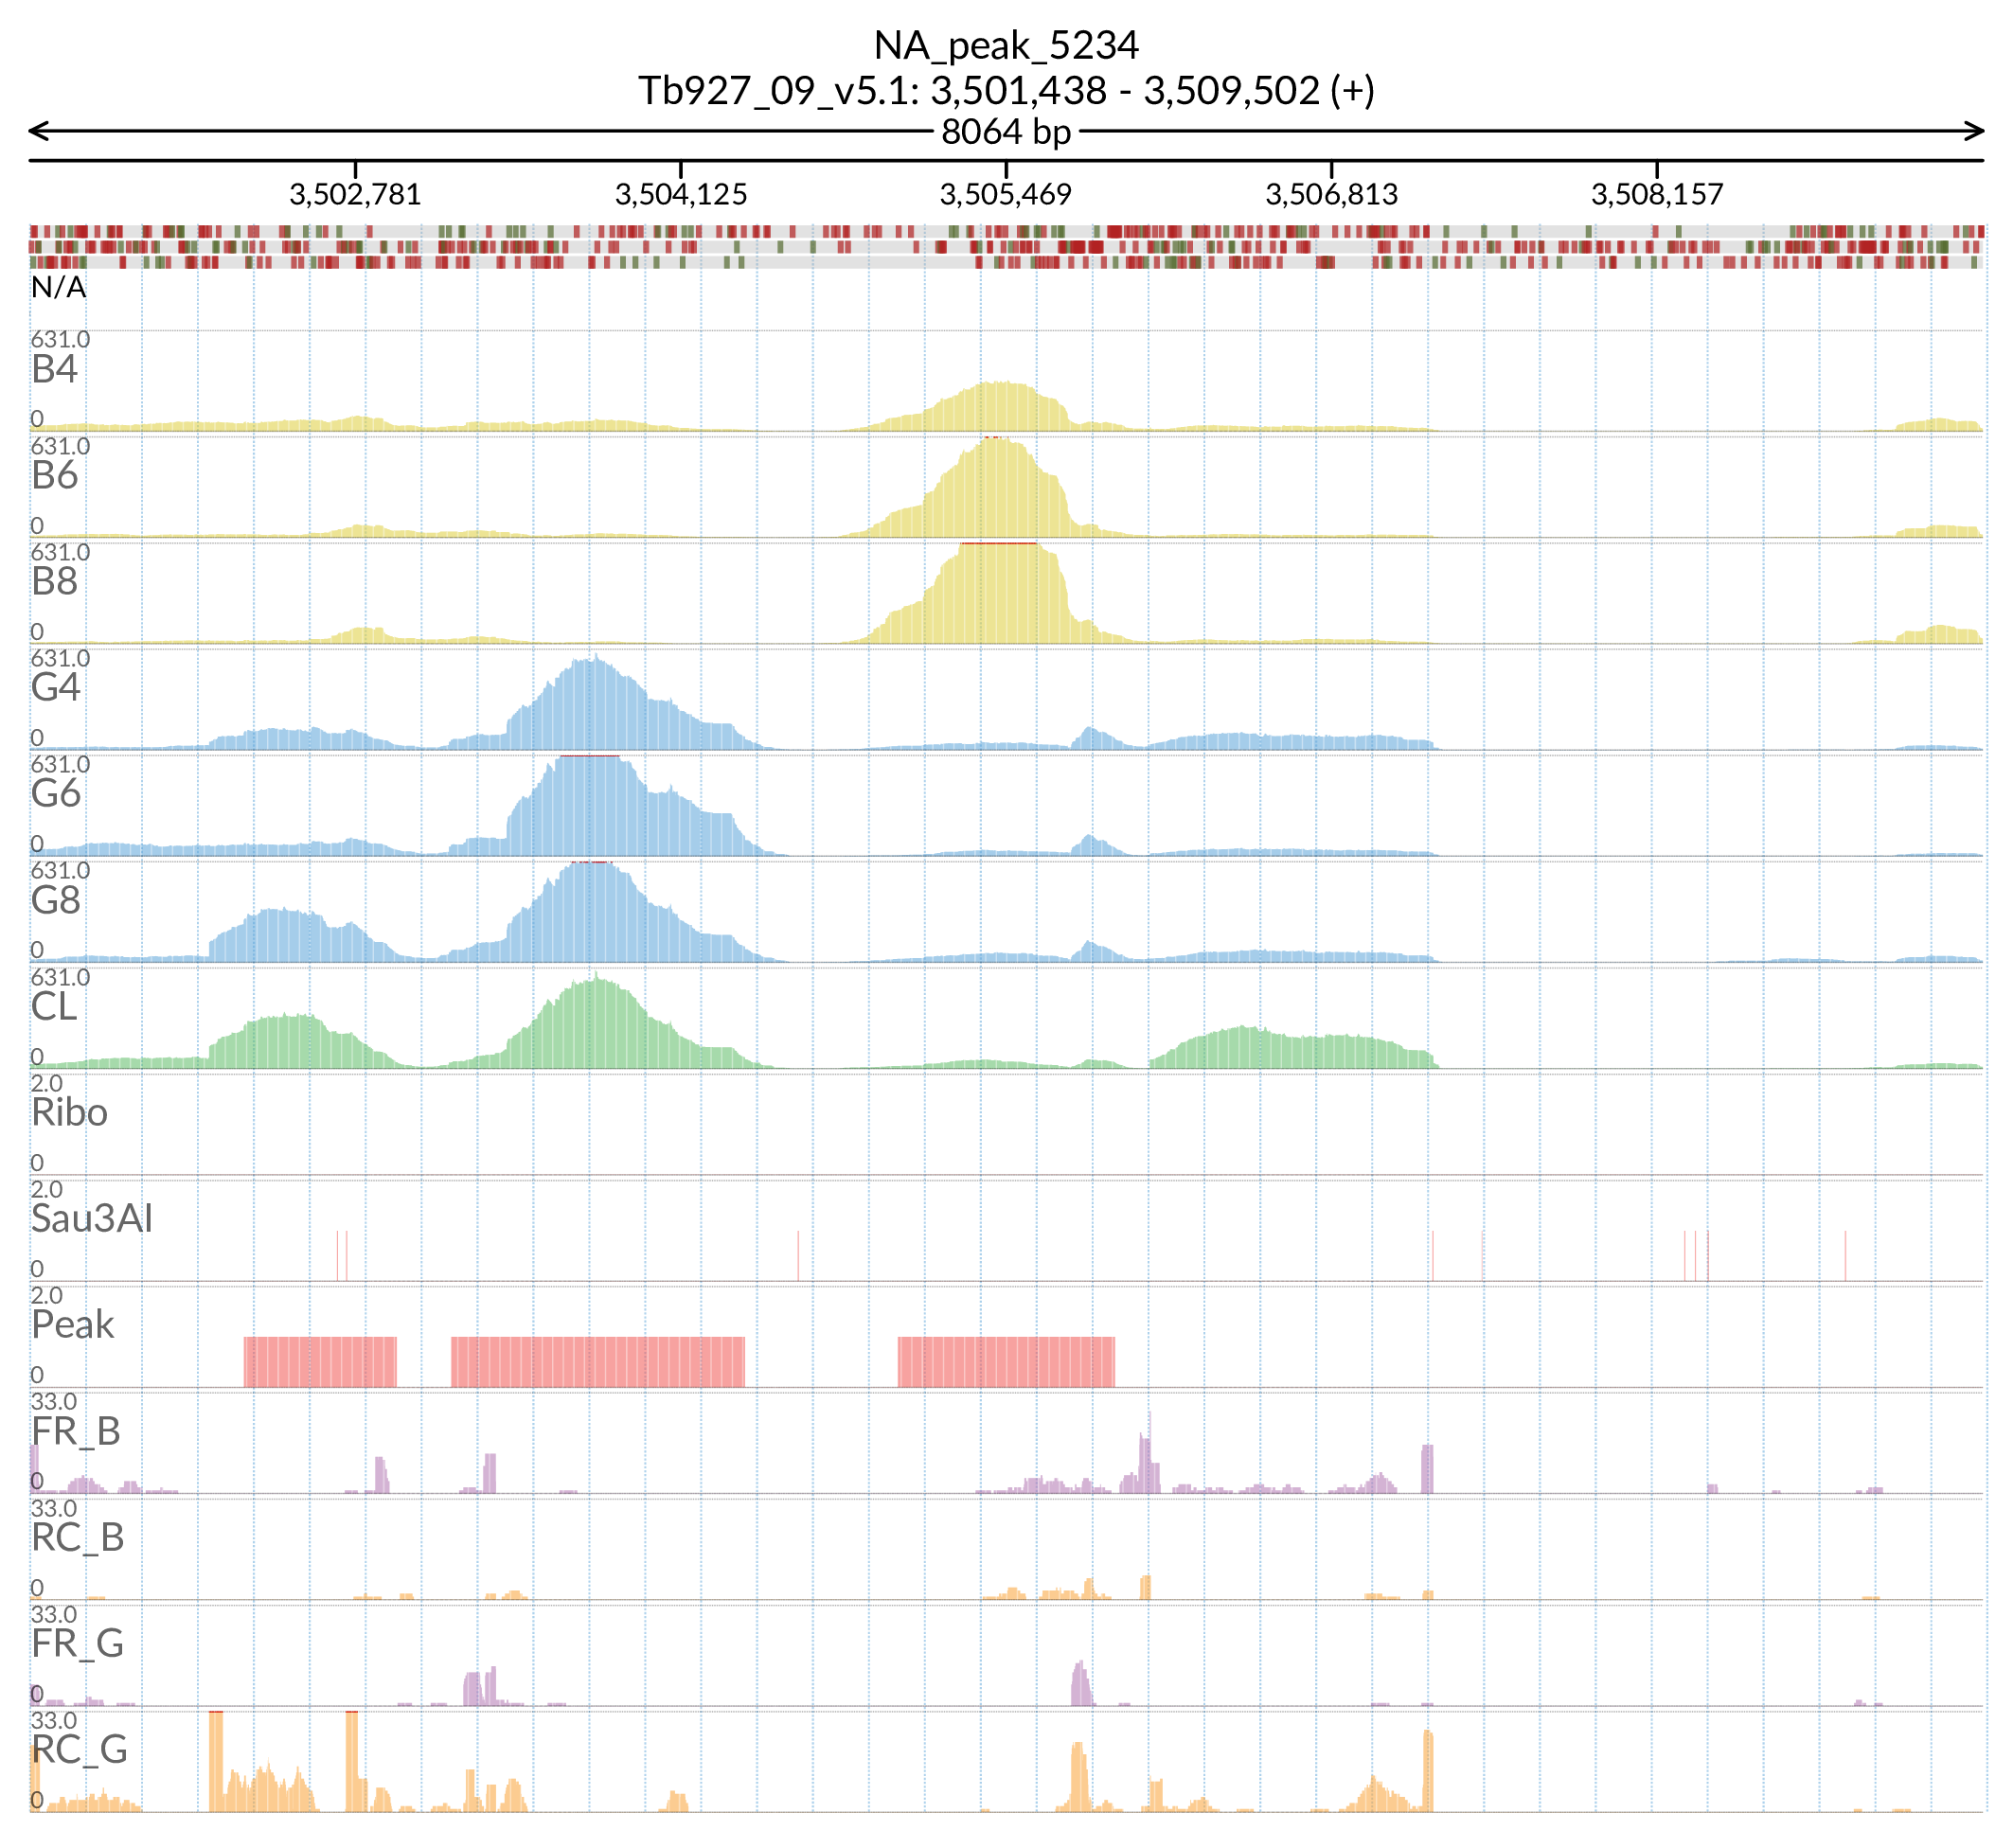 NA_peak_5234
Tb927_09_v5.1: 3,501,438 - 3,509,502 (+)
8064 bp
3,502,781 3,504,125 3,505,469 3,506,813 3,508,157
N/A
631.0
B4
0
631.0
B6
0
631.0
B8
0
631.0
G4
0
631.0
G6
0
631.0
G8
0
631.0
CL
0
2.0
Ribo
0
2.0
Sau3AI
0
2.0
Peak
0
33.0
FR_B
0
33.0
RC_B
0
33.0
FR_G
0
33.0
RC_G
0